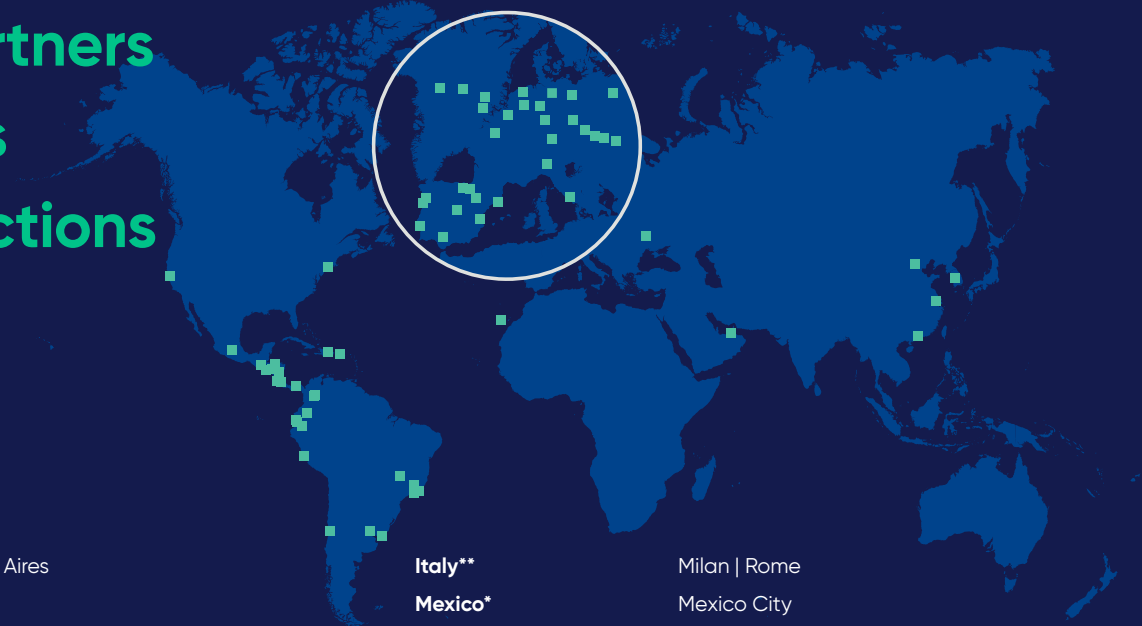 rtners
s
ctions
Aires
Italy** Milan | Rome
Mexico* Mexico City